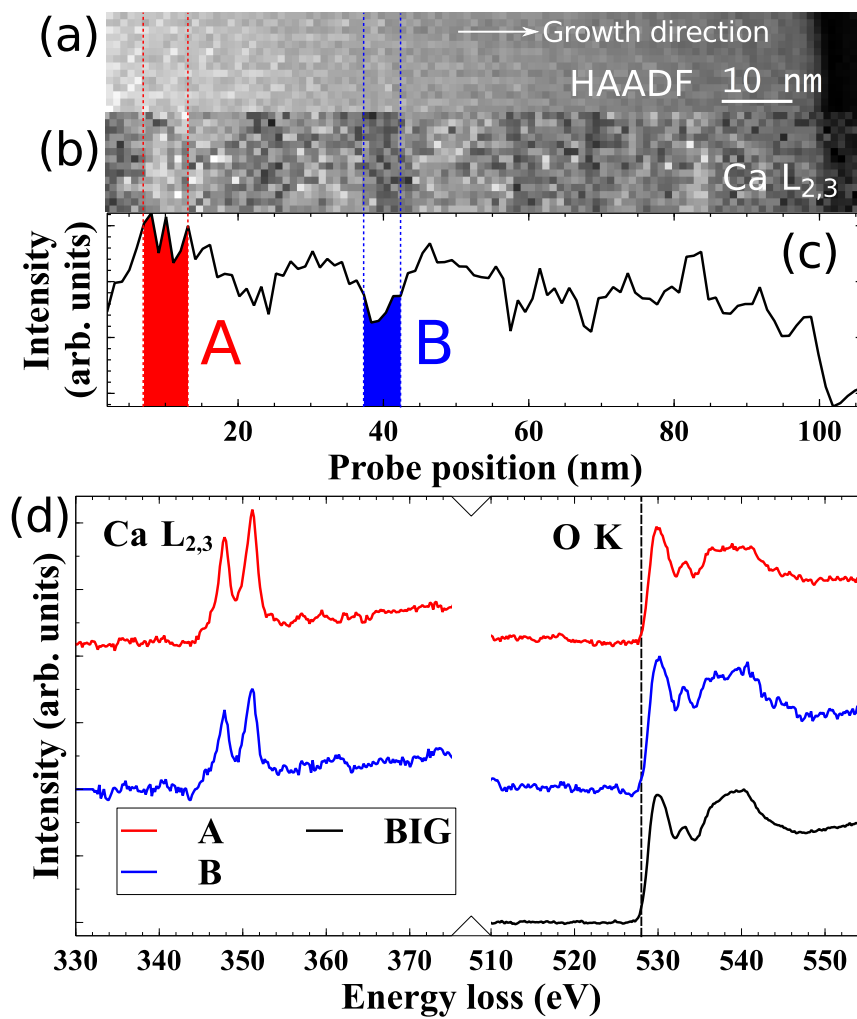 (a)
Growth direction
HAADF
10 nm
(b)
Ca L2,3
(c)
Intensity
(arb. units)
A
B
20
40
60
80
100
Probe position (nm)
(d)
Ca L2,3
O K
Intensity (arb. units)
A
BIG
B
330
340
350
360
370
510
520
530
540
550
Energy loss (eV)